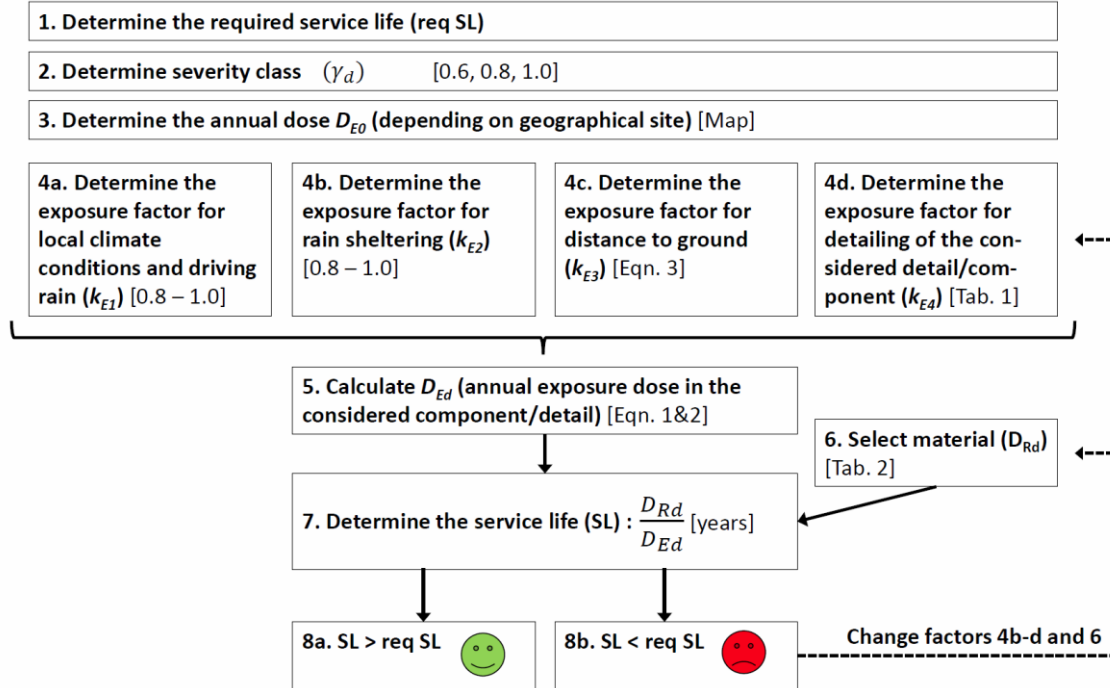 1. Determine the required service life (req SL)
2. Determine severity class (γd) [0.6, 0.8, 1.0]
3. Determine the annual dose DE0 (depending on geographical site) [Map]
4a. Determine the
exposure factor for
local climate
conditions and driving
rain (kE1) [0.8 – 1.0]
4b. Determine the
exposure factor for
rain sheltering (kE2)
[0.8 – 1.0]
4c. Determine the
exposure factor for
distance to ground
(kE3) [Eqn. 3]
4d. Determine the
exposure factor for
detailing of the con-
sidered detail/com-
ponent (kE4) [Tab. 1]
5. Calculate DEd (annual exposure dose in the
considered component/detail) [Eqn. 1&2]
6. Select material (DRd)
[Tab. 2]
7. Determine the service life (SL) : DRd/DEd [years]
8a. SL > req SL
8b. SL < req SL
Change factors 4b-d and 6